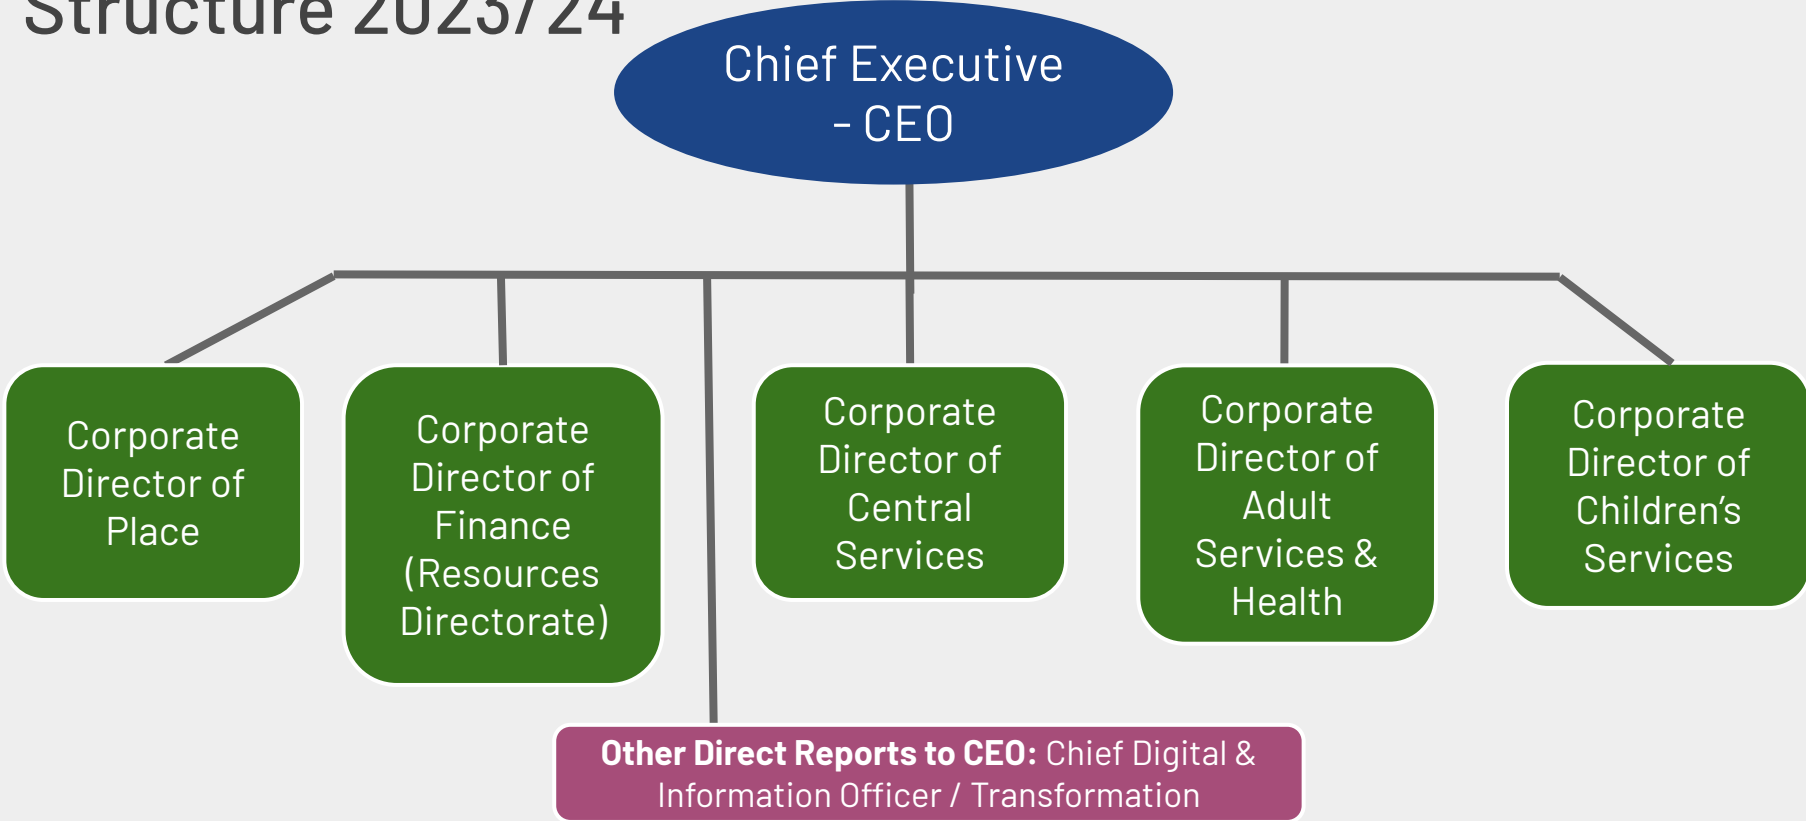 Structure 2023/24
Chief Executive
- CEO
Corporate
Director of
Place
Corporate
Director of
Finance
(Resources
Directorate)
Corporate
Director of
Central
Services
Corporate
Director of
Adult
Services &
Health
Corporate
Director of
Children’s
Services
Other Direct Reports to CEO: Chief Digital &
Information Officer / Transformation